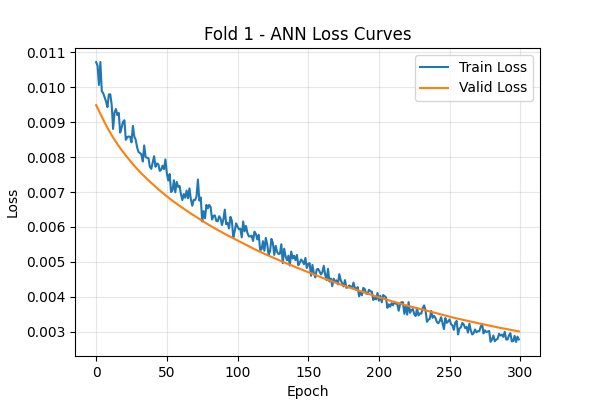 Fold 1 - ANN Loss Curves
Train Loss
Valid Loss
0.011
0.010
0.009
0.008
0.007
0.006
0.005
0.004
0.003
Loss
0 50 100 150 200 250 300
Epoch